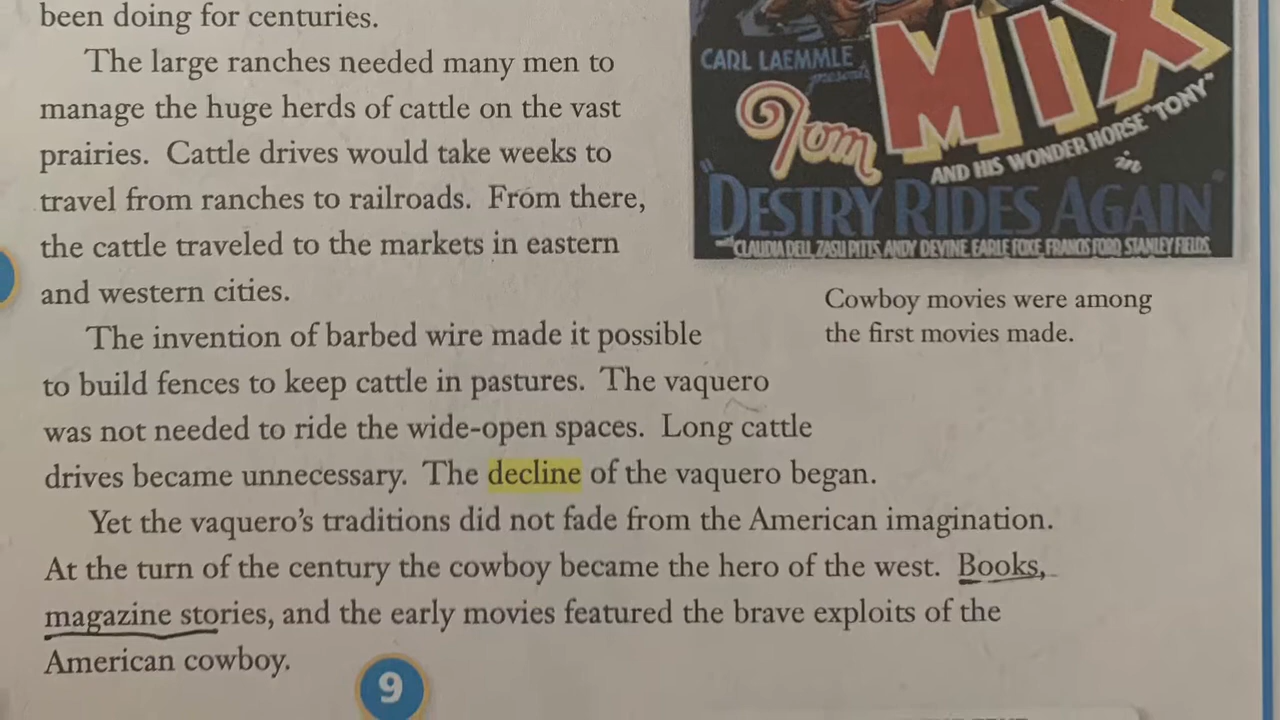 been doing for centuries.
The large ranches needed many men to
manage the huge herds of cattle on the vast
prairies. Cattle drives would take weeks to
travel from ranches to railroads. From there,
the cattle traveled to the markets in eastern
and western cities.
The invention of barbed wire made it possible
to build fences to keep cattle in pastures. The vaquero
was not needed to ride the wide-open spaces. Long cattle
drives became unnecessary. The decline of the vaquero began.
Yet the vaquero's traditions did not fade from the American imagination.
At the turn of the century the cowboy became the hero of the west. Books,
magazine stories, and the early movies featured the brave exploits of the
American cowboy.
9
CARL LAEMMLE
presents
Tom MIX
AND HIS WONDER HORSE "TONY"
in
"DESTRY RIDES AGAIN"
CLAUDIA DELL, ZASU PITTS, ANDY DEVINE, EARLE FOXE, FRANCIS FORD, STANLEY FIELDS
Cowboy movies were among
the first movies made.